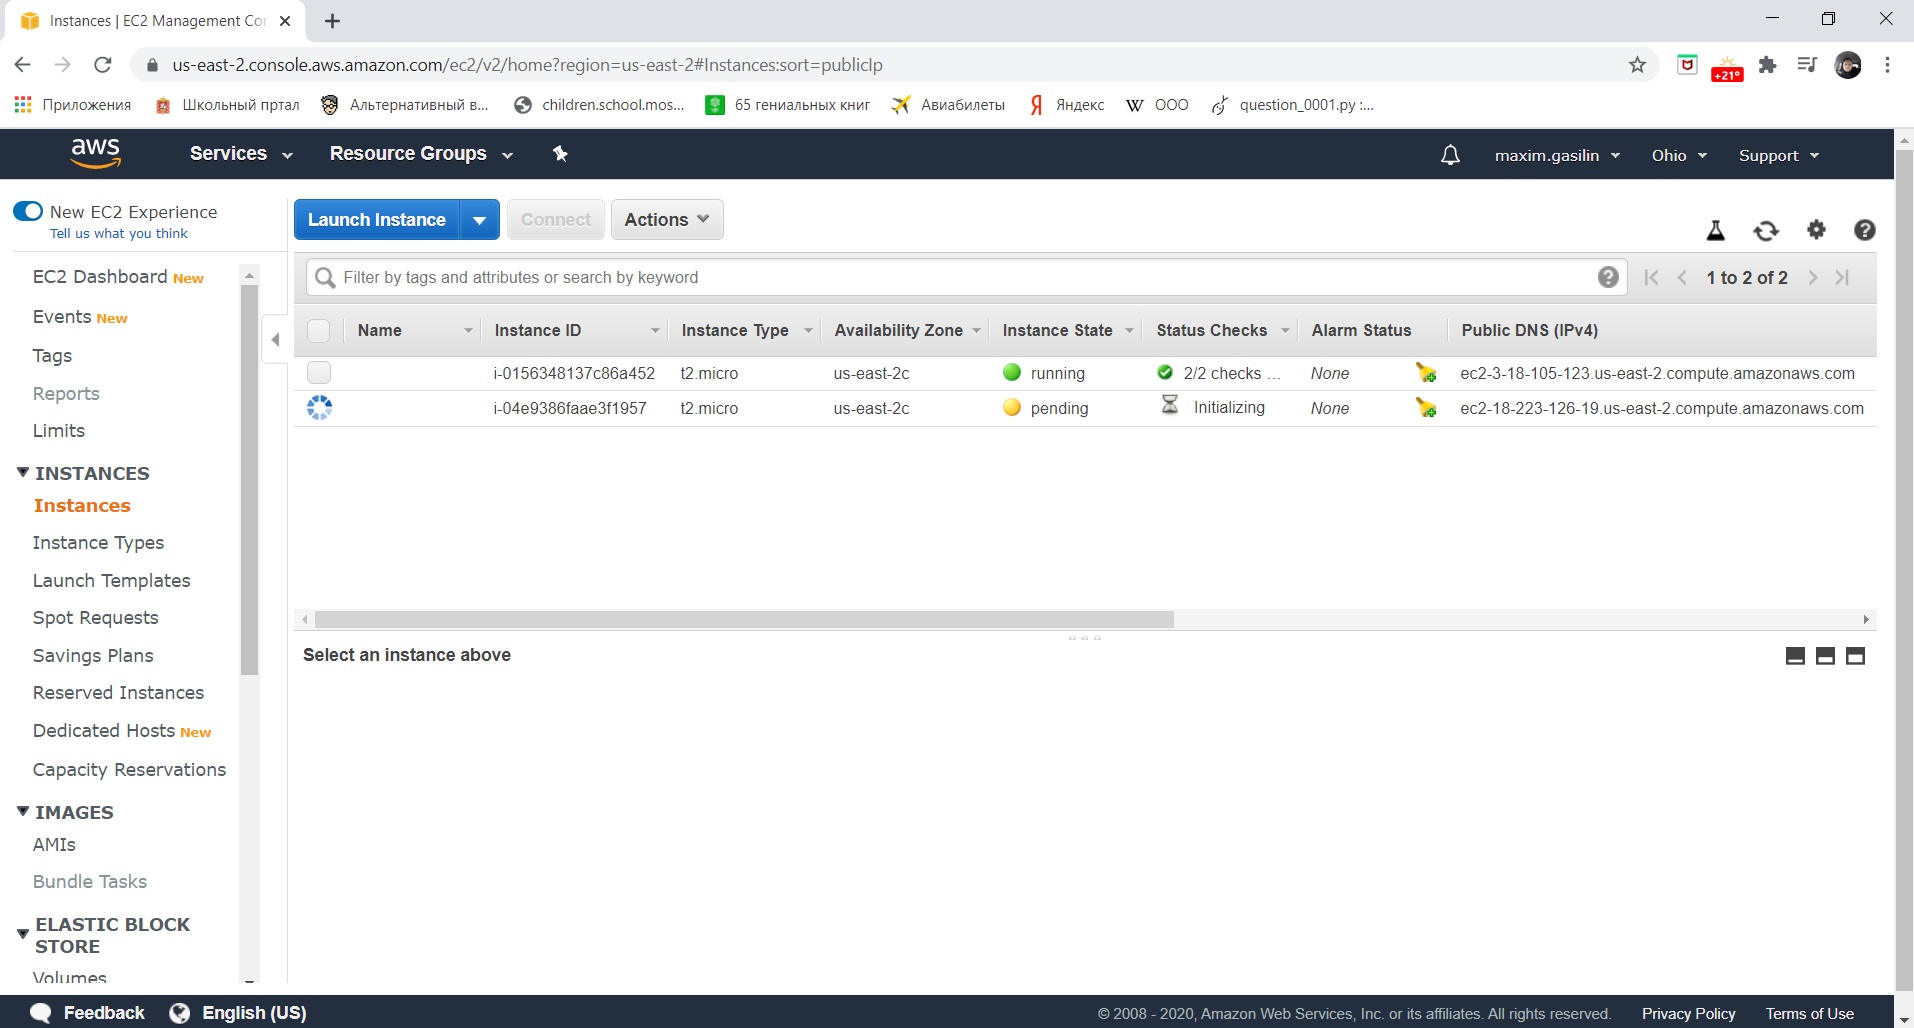 Instances | EC2 Management Con
us-east-2.console.aws.amazon.com/ec2/v2/home?region=us-east-2#Instances:sort=publicIp
+21°
Приложения Школьный пртал Альтернативный в... children.school.mos... 65 гениальных книг Авиабилеты Яндекс ООО question_0001.py :...
aws Services Resource Groups maxim.gasilin Ohio Support
New EC2 Experience
Tell us what you think
Launch Instance Connect Actions
EC2 Dashboard New
Events New
Tags
Reports
Limits
INSTANCES
Instances
Instance Types
Launch Templates
Spot Requests
Savings Plans
Reserved Instances
Dedicated Hosts New
Capacity Reservations
IMAGES
AMIs
Bundle Tasks
ELASTIC BLOCK
STORE
Volumes
Filter by tags and attributes or search by keyword 1 to 2 of 2
Name Instance ID Instance Type Availability Zone Instance State Status Checks Alarm Status Public DNS (IPv4)
i-0156348137c86a452 t2.micro us-east-2c running 2/2 checks ... None ec2-3-18-105-123.us-east-2.compute.amazonaws.com
i-04e9386faae3f1957 t2.micro us-east-2c pending Initializing None ec2-18-223-126-19.us-east-2.compute.amazonaws.com
Select an instance above
Feedback English (US) © 2008 - 2020, Amazon Web Services, Inc. or its affiliates. All rights reserved. Privacy Policy Terms of Use